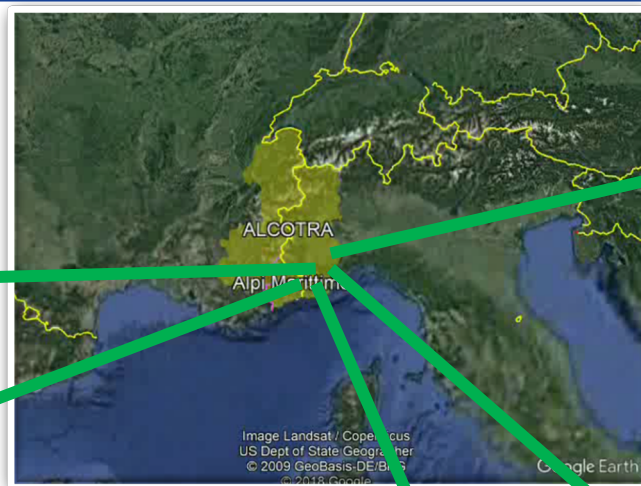 ALCOTRA
Alpi Marittime
Image Landsat / Copernicus
US Dept of State Geographer
© 2009 GeoBasis-DE/BKG
© 2018 Google
Google Earth